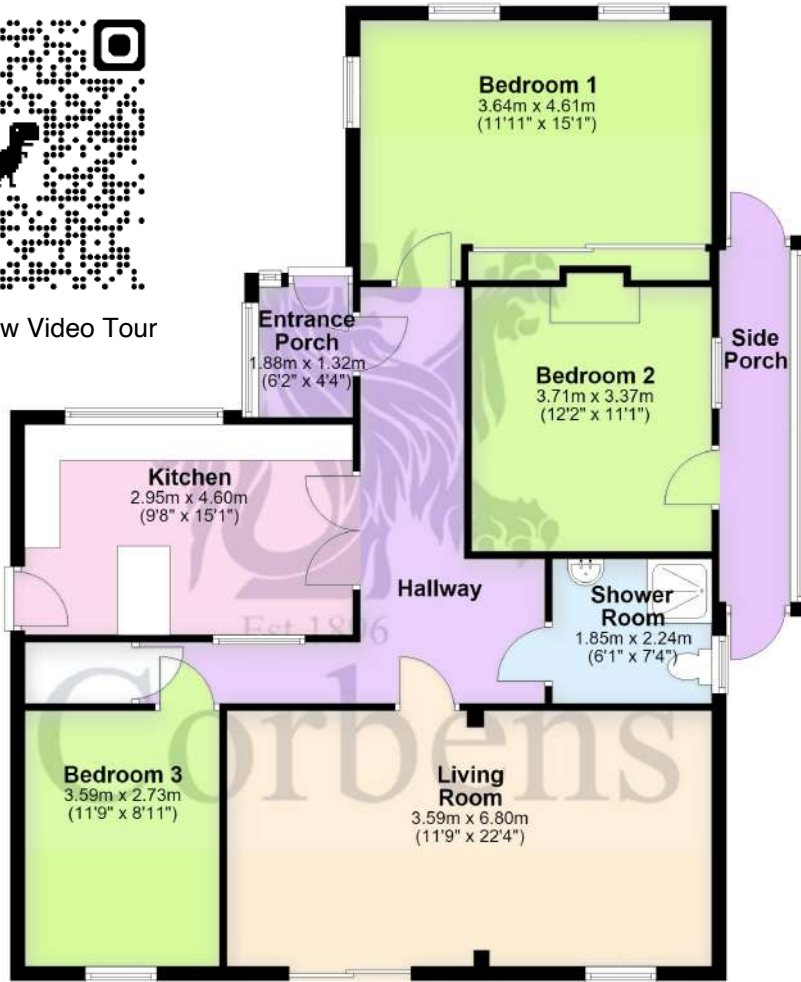 w Video Tour
Bedroom 1
3.64m x 4.61m
(11'11" x 15'1")
Entrance
Porch
1.88m x 1.32m
(6'2" x 4'4")
Side
Porch
Bedroom 2
3.71m x 3.37m
(12'2" x 11'1")
Kitchen
2.95m x 4.60m
(9'8" x 15'1")
Hallway
Shower
Room
1.85m x 2.24m
(6'1" x 7'4")
Est 1896
Corbens
Bedroom 3
3.59m x 2.73m
(11'9" x 8'11")
Living
Room
3.59m x 6.80m
(11'9" x 22'4")